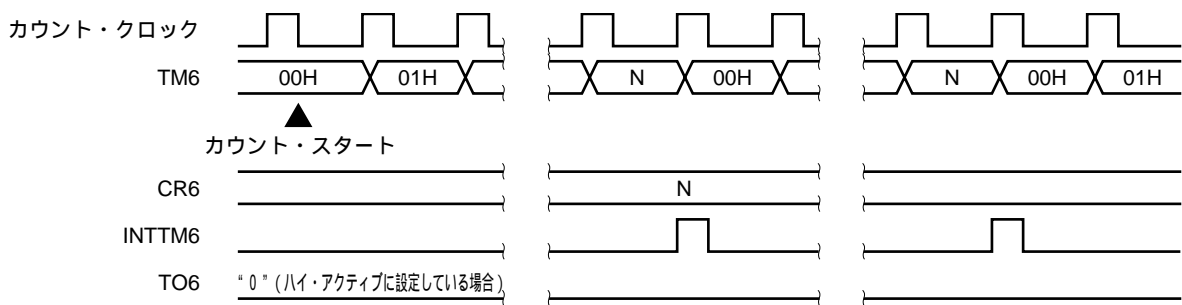 カウント・クロック
TM6 00H 01H N 00H N 00H 01H
カウント・スタート
CR6 N
INTTM6
TO6 “0”(ハイ・アクティブに設定している場合)